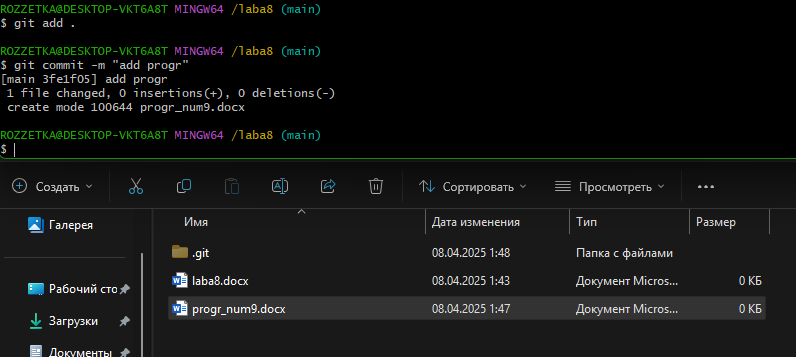 ROZZETKA@DESKTOP-VKT6A8T MINGW64 /laba8 (main)
$ git add .
ROZZETKA@DESKTOP-VKT6A8T MINGW64 /laba8 (main)
$ git commit -m "add progr"
[main 3fe1f05] add progr
1 file changed, 0 insertions(+), 0 deletions(-)
create mode 100644 progr_num9.docx
ROZZETKA@DESKTOP-VKT6A8T MINGW64 /laba8 (main)
$
Создать Сортировать Просмотреть ...
Галерея
Рабочий сто
Загрузки
Документы
Имя Дата изменения Тип Размер
.git 08.04.2025 1:48 Папка с файлами
laba8.docx 08.04.2025 1:43 Документ Micros... 0 КБ
progr_num9.docx 08.04.2025 1:47 Документ Micros... 0 КБ